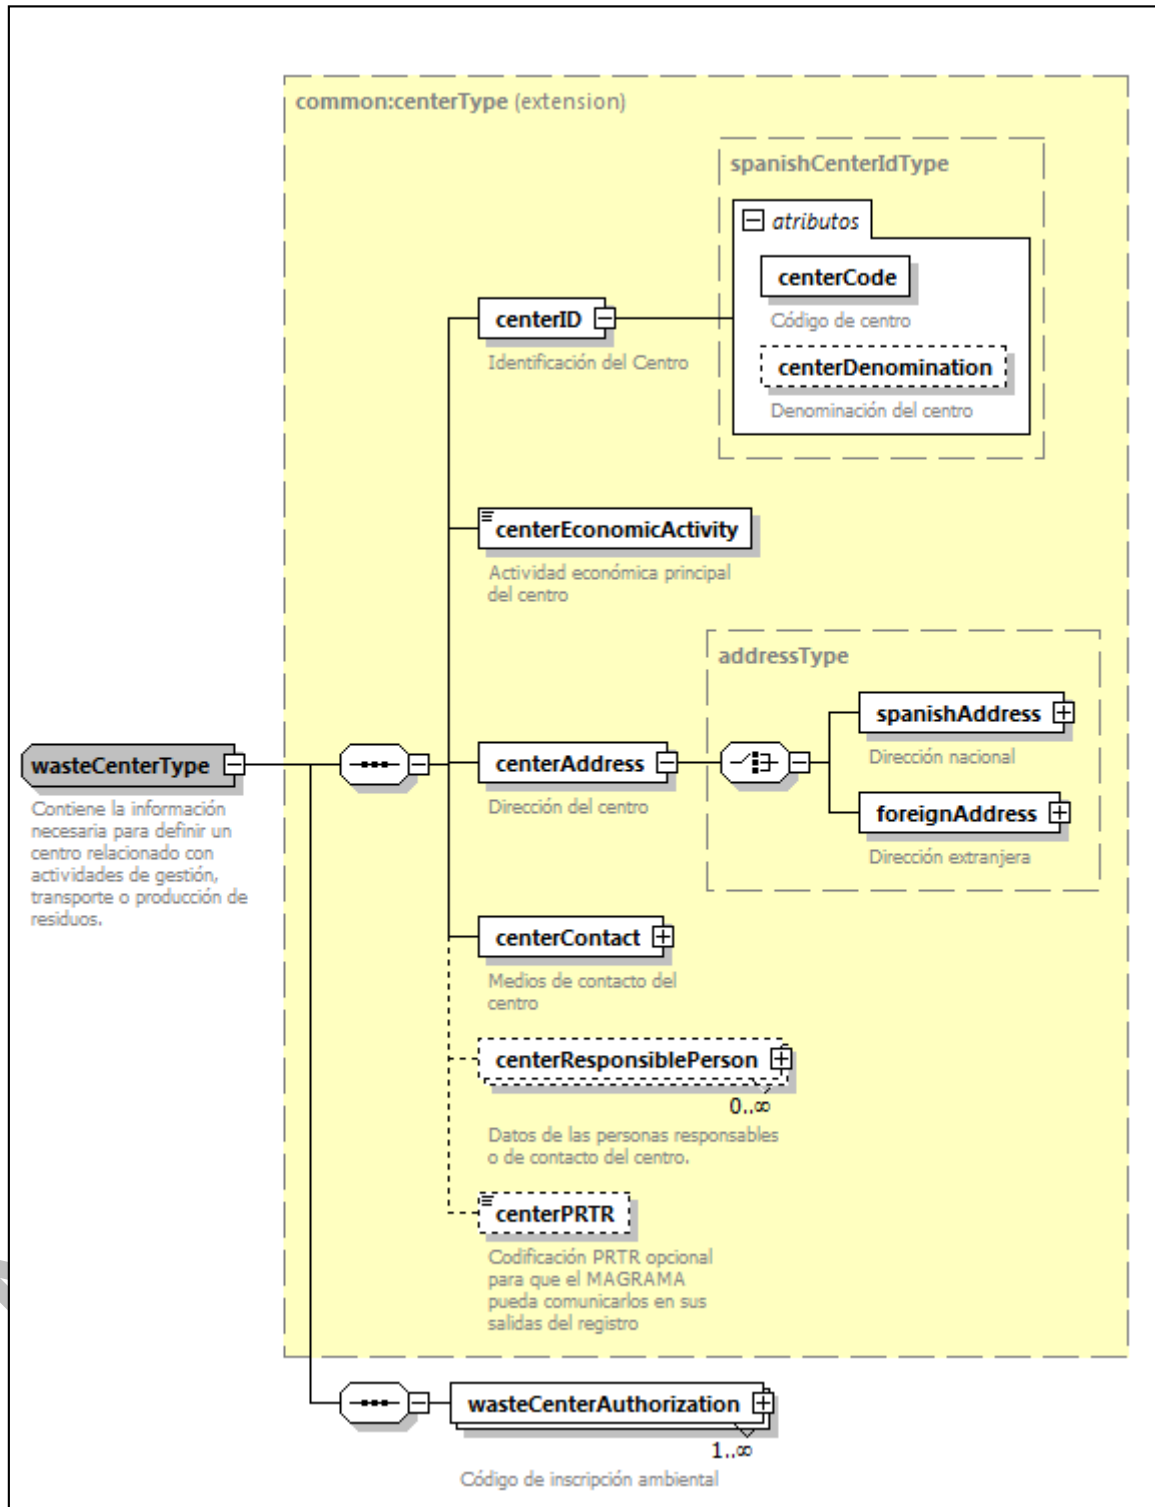 common:centerType (extension)
spanishCenterIdType
atributos
centerCode
Código de centro
centerDenomination
Denominación del centro
centerID
Identificación del Centro
centerEconomicActivity
Actividad económica principal
del centro
addressType
spanishAddress
Dirección nacional
wasteCenterType
Contiene la información
necesaria para definir un
centro relacionado con
actividades de gestión,
transporte o producción de
residuos.
centerAddress
Dirección del centro
foreignAddress
Dirección extranjera
centerContact
Medios de contacto del
centro
centerResponsiblePerson
0..∞
Datos de las personas responsables
o de contacto del centro.
centerPRTR
Codificación PRTR opcional
para que el MAGRAMA
pueda comunicarlos en sus
salidas del registro
wasteCenterAuthorization
1..∞
Código de inscripción ambiental